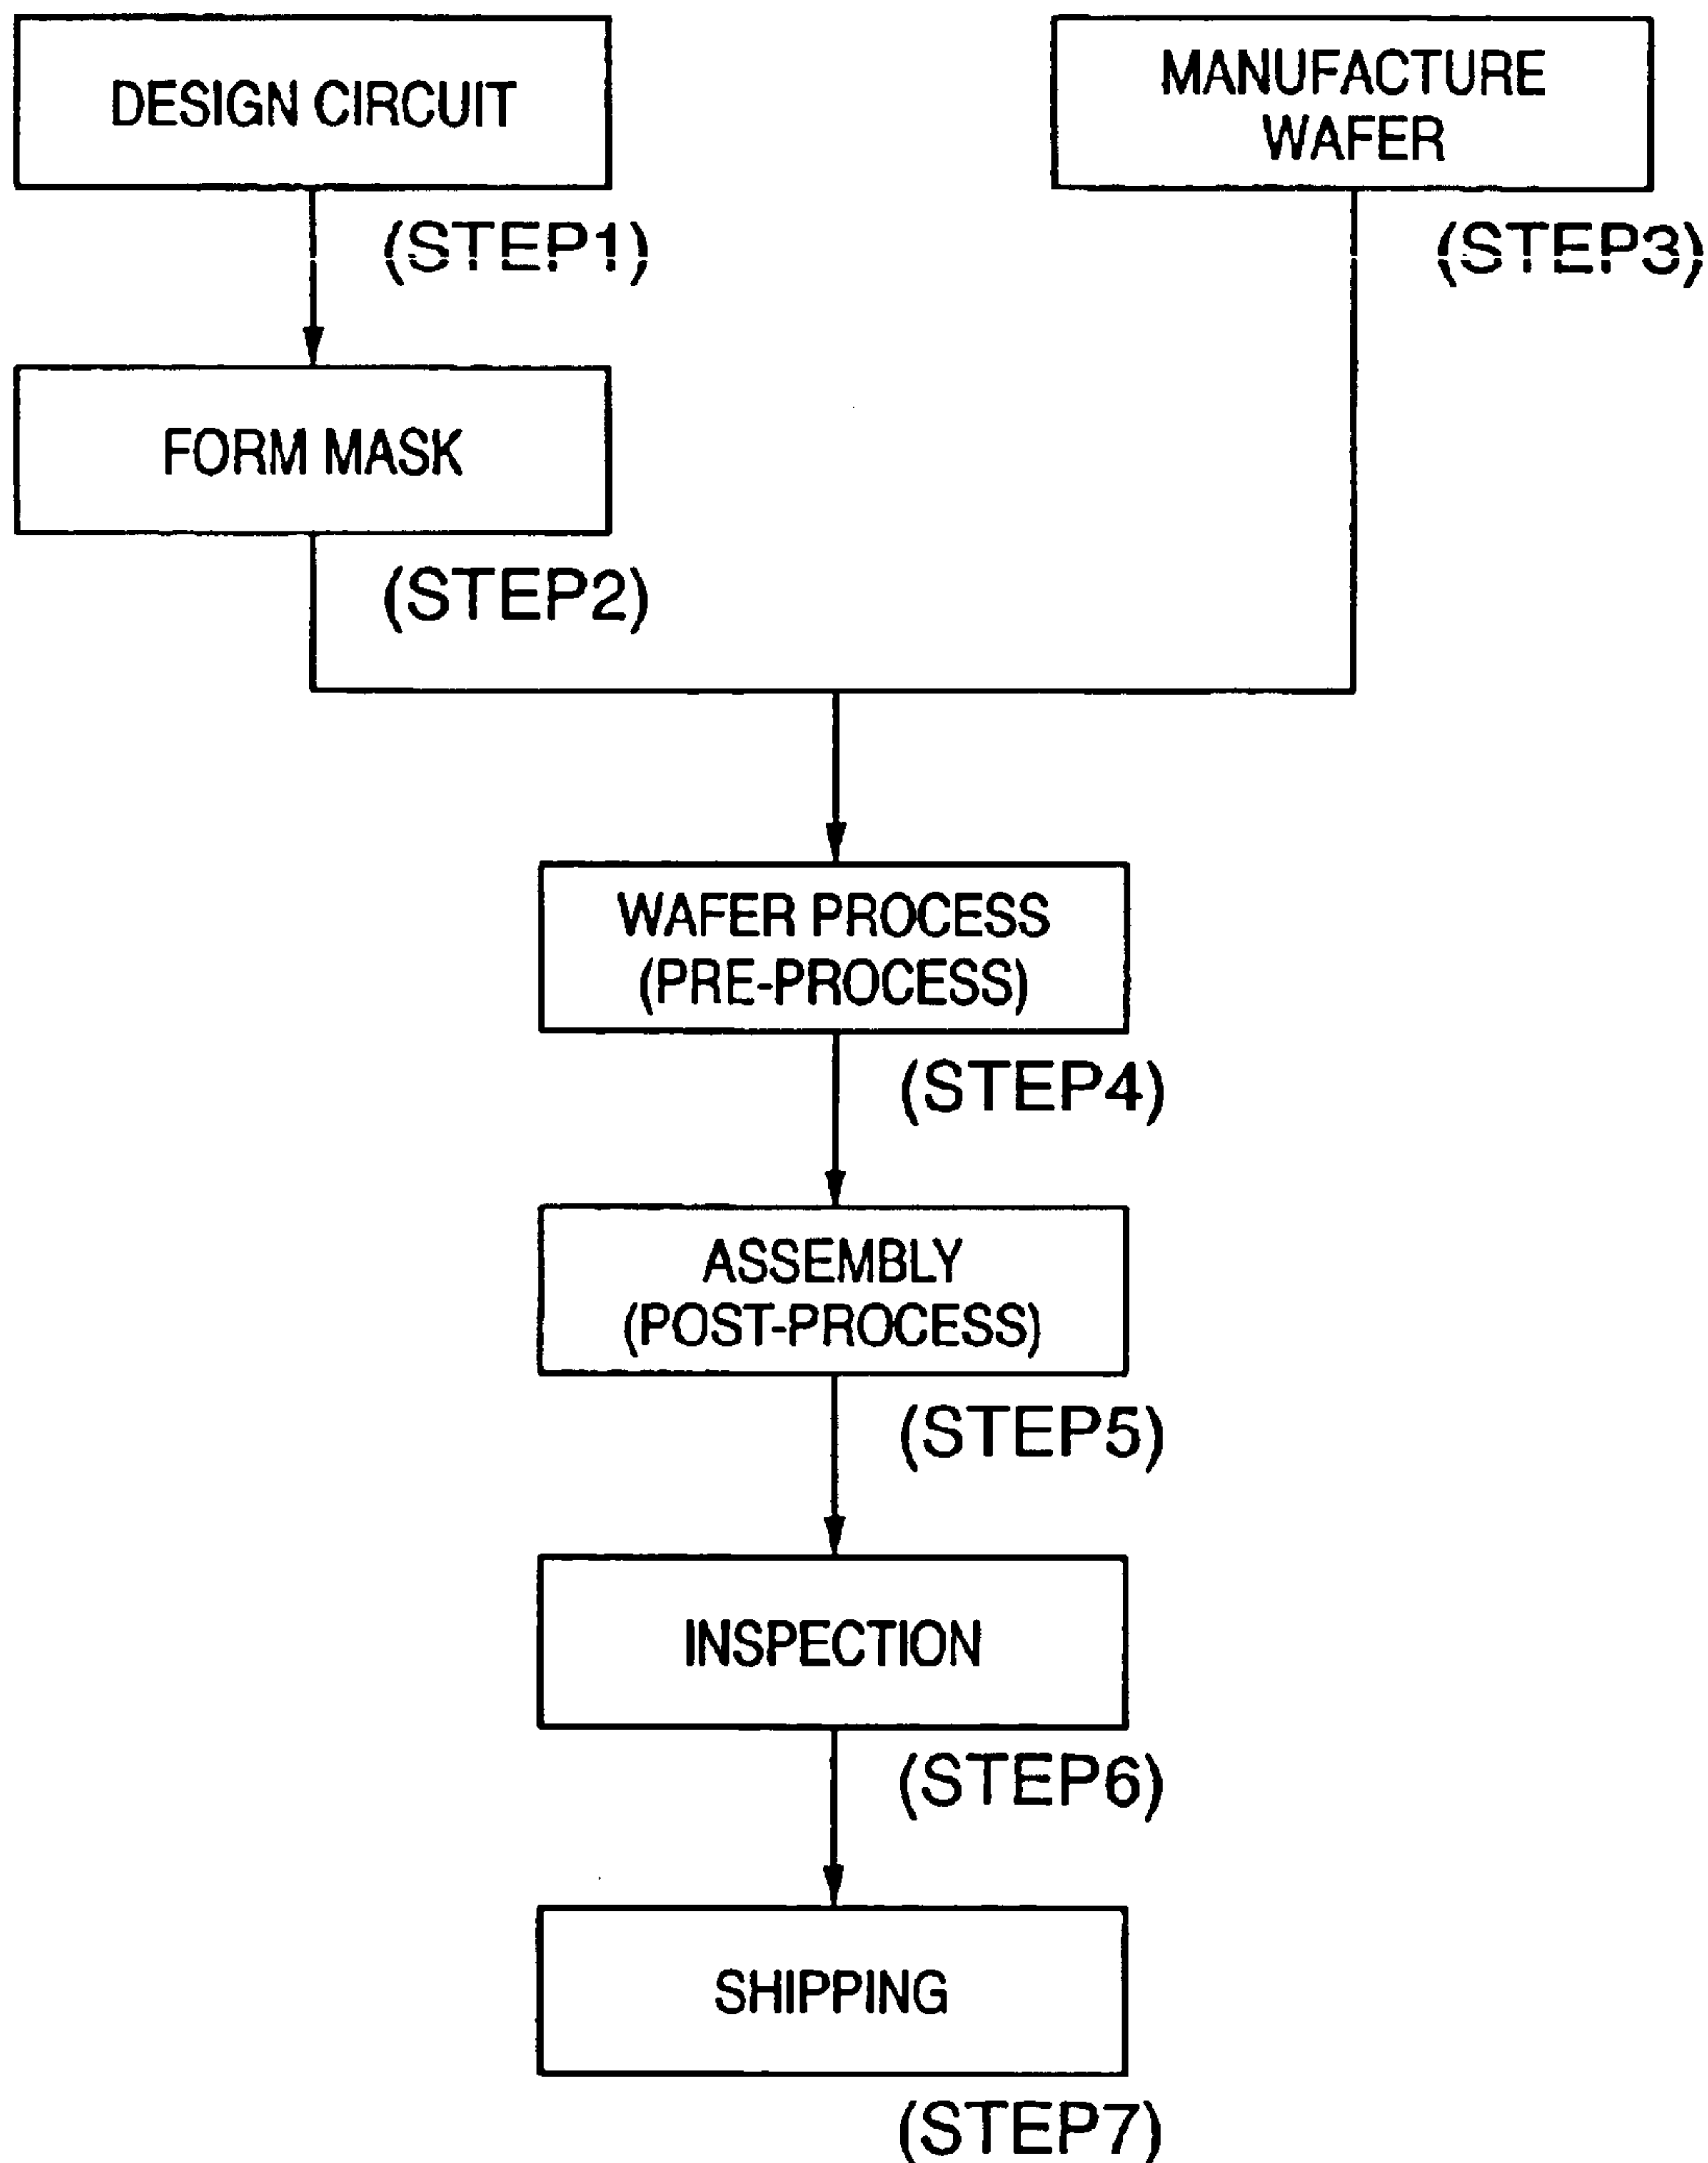 DESIGN CIRCUIT
(STEP1)
MANUFACTURE
WAFER
(STEP3)
FORM MASK
(STEP2)
WAFER PROCESS
(PRE-PROCESS)
(STEP4)
ASSEMBLY
(POST-PROCESS)
(STEP5)
INSPECTION
(STEP6)
SHIPPING
(STEP7)